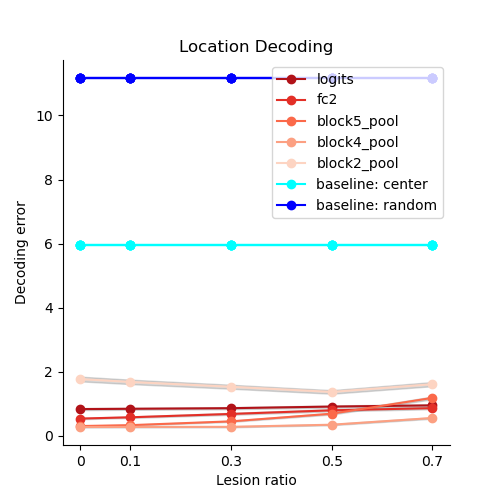 Location Decoding
logits
fc2
block5_pool
block4_pool
block2_pool
baseline: center
baseline: random
Decoding error
10
8
6
4
2
0
0
0.1
0.3
0.5
0.7
Lesion ratio